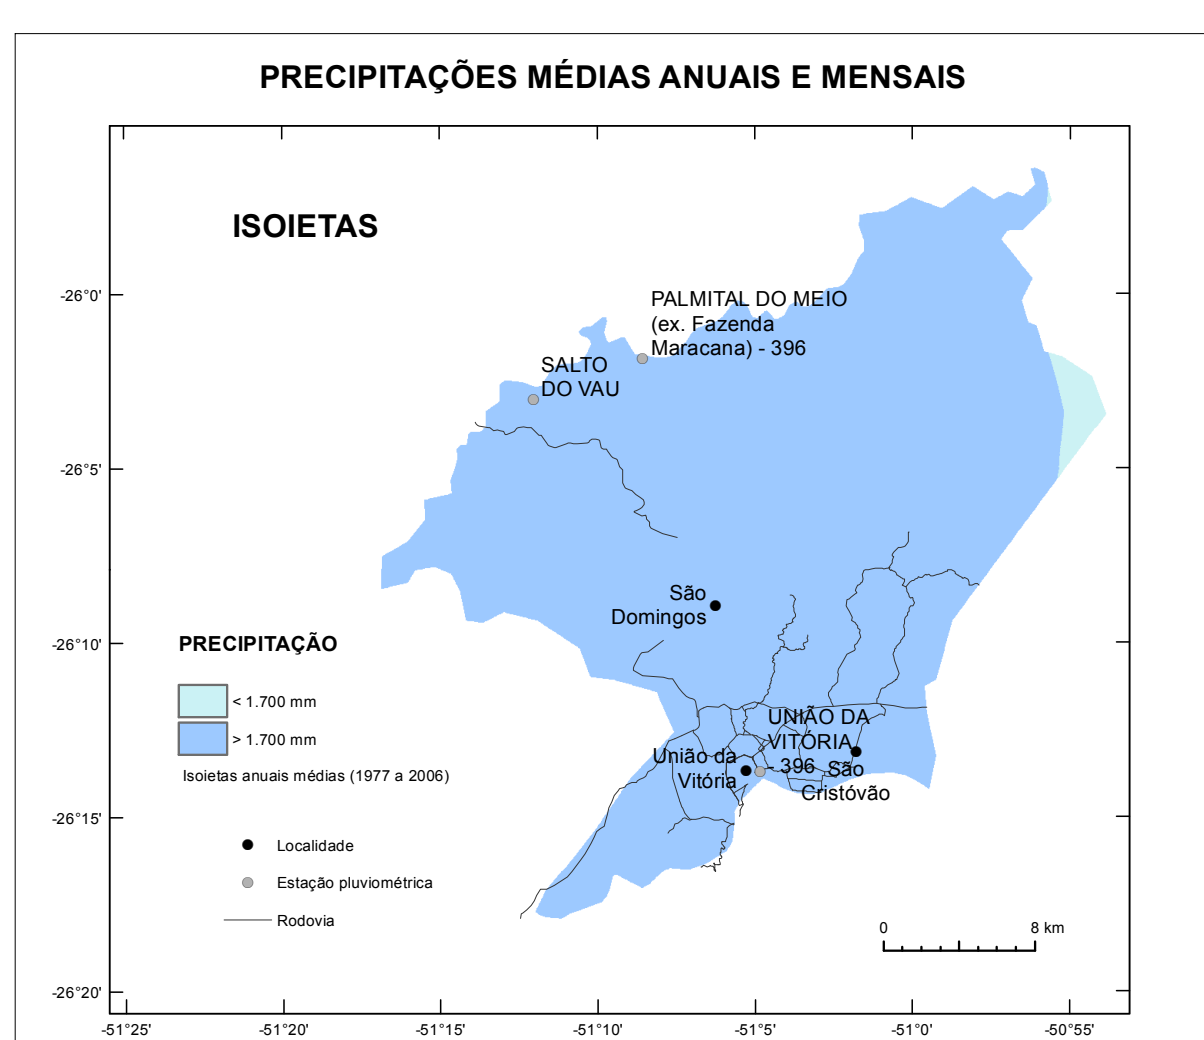 PRECIPITAÇÕES MÉDIAS ANUAIS E MENSAIS
ISOIETAS
-26°0'
-26°5'
-26°10'
-26°15'
-26°20'
PALMITAL DO MEIO
(ex. Fazenda
Maracana) - 396
SALTO
DO VAU
São
Domingos
UNIÃO DA
VITÓRIA
- 396
União da
Vitória
São
Cristóvão
PRECIPITAÇÃO
< 1.700 mm
> 1.700 mm
Isoietas anuais médias (1977 a 2006)
Localidade
Estação pluviométrica
Rodovia
0 8 km
-51°25' -51°20' -51°15' -51°10' -51°5' -51°0' -50°55'